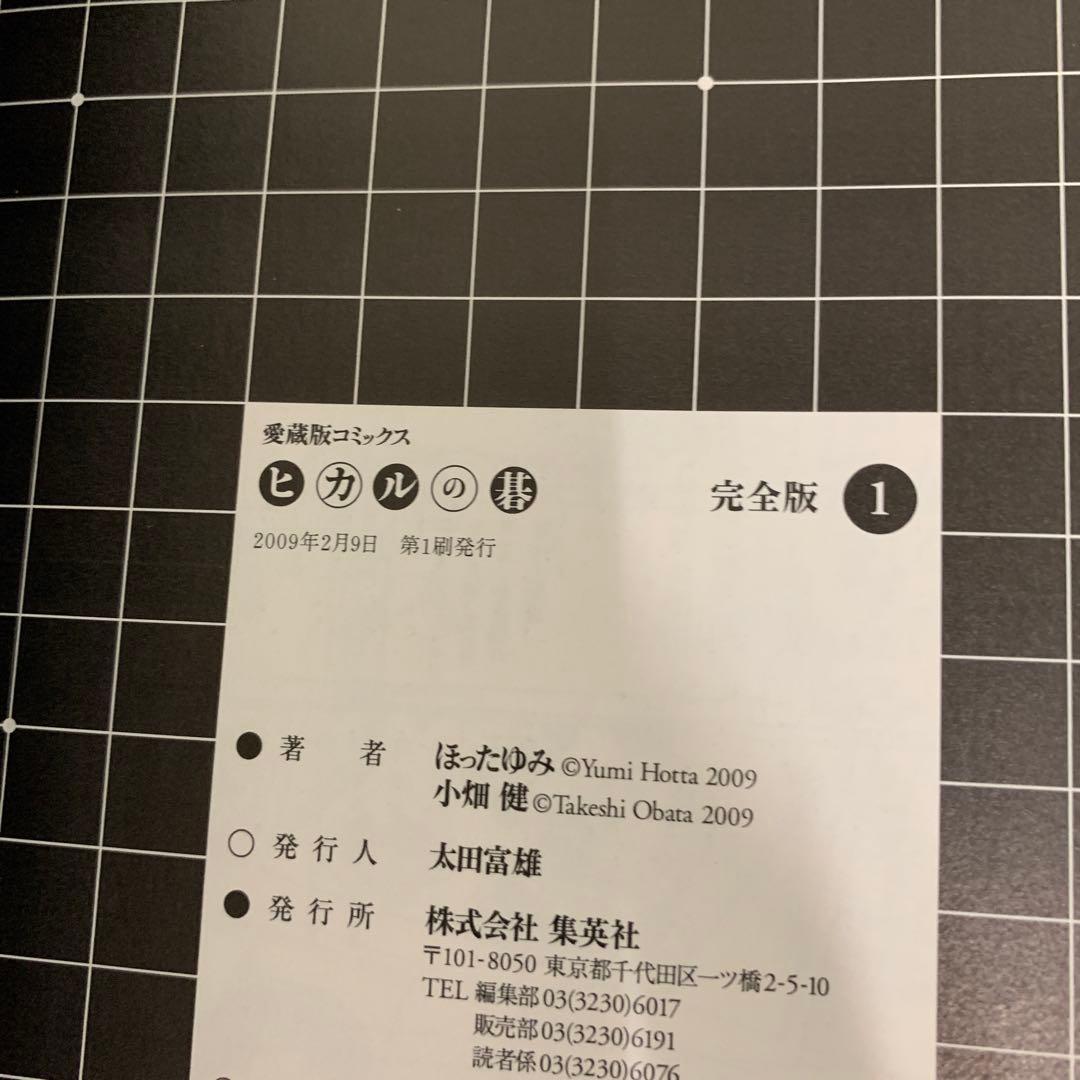 愛蔵版コミックス
ヒカルの碁 完全版 1
2009年2月9日 第1刷発行
●著者 ほったゆみ ©Yumi Hotta 2009
小畑 健 ©Takeshi Obata 2009
○発行人 太田富雄
●発行所 株式会社 集英社
〒101-8050 東京都千代田区一ツ橋2-5-10
TEL 編集部03(3230)6017
販売部03(3230)6191
読者係03(3230)6076